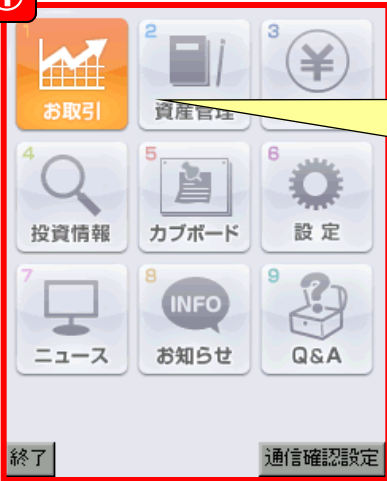 ①
1
2
3
お取引
資産管理
¥
4
5
6
投資情報
カブボード
設定
7
8
9
INFO
ニュース
お知らせ
Q&A
終了
通信確認設定